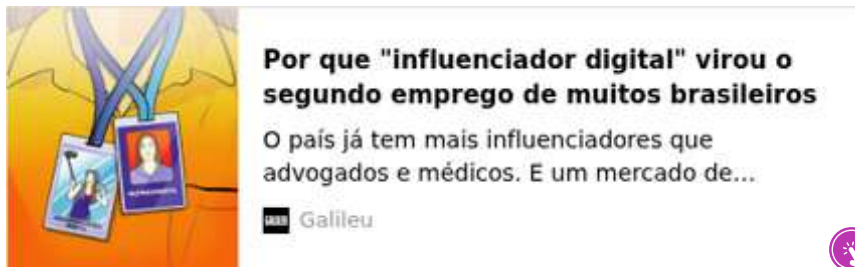 Por que "influenciador digital" virou o
segundo emprego de muitos brasileiros
O país já tem mais influenciadores que
advogados e médicos. E um mercado de...
Galileu